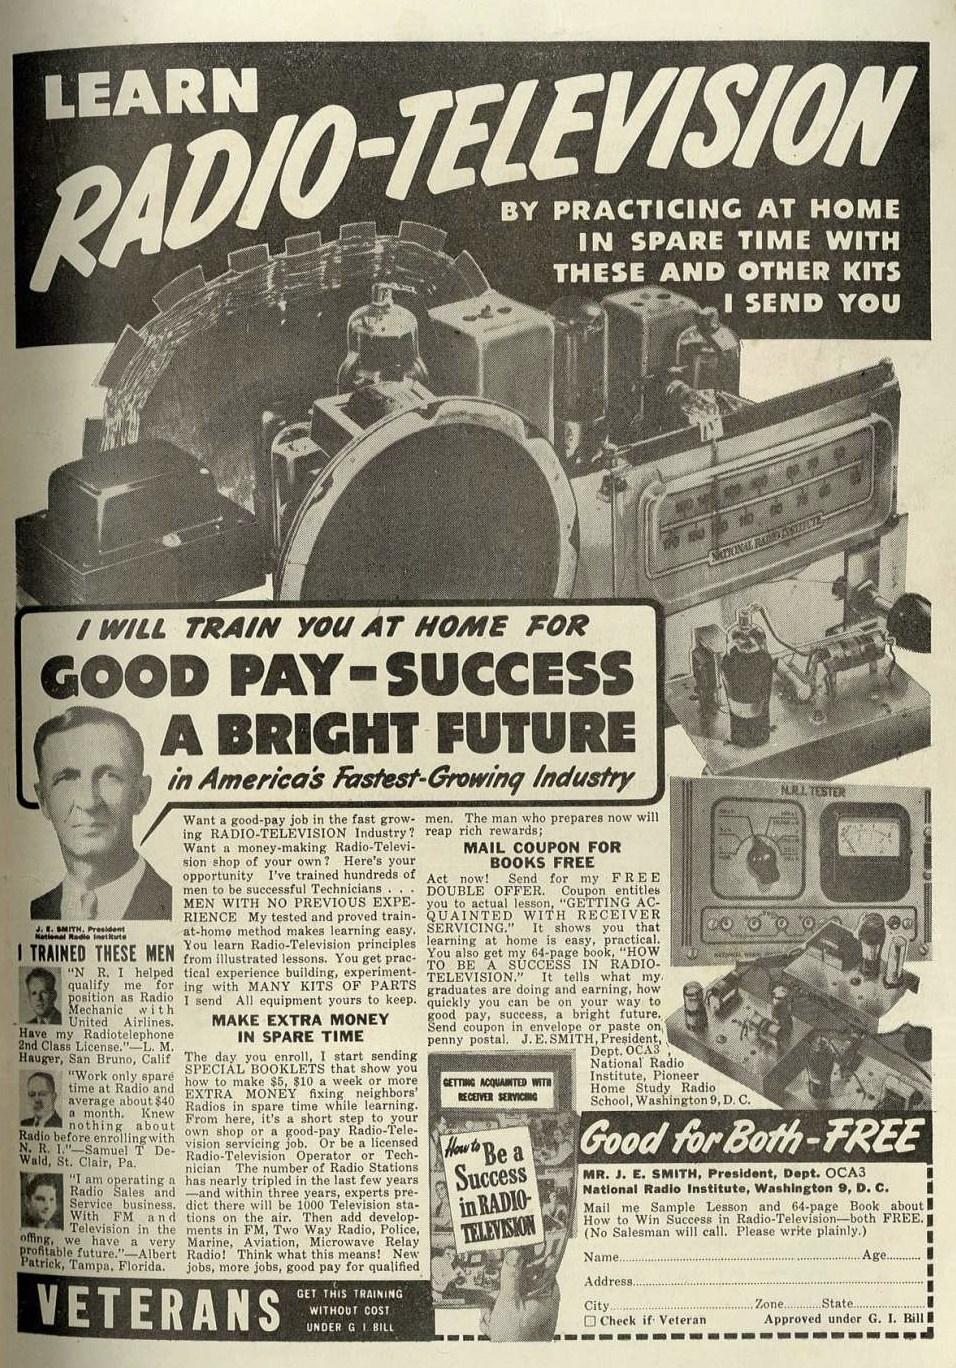 LEARN
RADIO-TELEVISION
BY PRACTICING AT HOME
IN SPARE TIME WITH
THESE AND OTHER KITS
I SEND YOU
NATIONAL RADIO INSTITUTE
I WILL TRAIN YOU AT HOME FOR
GOOD PAY-SUCCESS
A BRIGHT FUTURE
in America's Fastest-Growing Industry
J. E. SMITH, President
National Radio Institute
I TRAINED THESE MEN
"N R. I helped
qualify me for
position as Radio
Mechanic with
United Airlines.
Have my Radiotelephone
2nd Class License."—L. M.
Hauger, San Bruno, Calif
"Work only spare
time at Radio and
average about $40
a month. Knew
nothing about
Radio before enrolling with
N. R. I."—Samuel T De-
Wald, St. Clair, Pa.
"I am operating a
Radio Sales and
Service business.
With FM and
Television in the
offing, we have a very
profitable future."—Albert
Patrick, Tampa, Florida.
Want a good-pay job in the fast grow-
ing RADIO-TELEVISION Industry?
Want a money-making Radio-Televi-
sion shop of your own? Here's your
opportunity I've trained hundreds of
men to be successful Technicians . . .
MEN WITH NO PREVIOUS EXPE-
RIENCE My tested and proved train-
at-home method makes learning easy.
You learn Radio-Television principles
from illustrated lessons. You get prac-
tical experience building, experiment-
ing with MANY KITS OF PARTS
I send All equipment yours to keep.
MAKE EXTRA MONEY
IN SPARE TIME
The day you enroll, I start sending
SPECIAL BOOKLETS that show you
how to make $5, $10 a week or more
EXTRA MONEY fixing neighbors'
Radios in spare time while learning.
From here, it's a short step to your
own shop or a good-pay Radio-Tele-
vision servicing job. Or be a licensed
Radio-Television Operator or Tech-
nician The number of Radio Stations
has nearly tripled in the last few years
—and within three years, experts pre-
dict there will be 1000 Television sta-
tions on the air. Then add develop-
ments in FM, Two Way Radio, Police,
Marine, Aviation, Microwave Relay
Radio! Think what this means! New
jobs, more jobs, good pay for qualified
men. The man who prepares now will
reap rich rewards;
MAIL COUPON FOR
BOOKS FREE
Act now! Send for my FREE
DOUBLE OFFER. Coupon entitles
you to actual lesson, "GETTING AC-
QUAINTED WITH RECEIVER
SERVICING." It shows you that
learning at home is easy, practical.
You also get my 64-page book, "HOW
TO BE A SUCCESS IN RADIO-
TELEVISION." It tells what my
graduates are doing and earning, how
quickly you can be on your way to
good pay, success, a bright future.
Send coupon in envelope or paste on
penny postal. J. E. SMITH, President,
Dept. OCA3,
National Radio
Institute, Pioneer
Home Study Radio
School, Washington 9, D. C.
N.R.I. TESTER
GETTING ACQUAINTED WITH
RECEIVER SERVICING
How to Be a
Success
in RADIO-
TELEVISION
Good for Both-FREE
MR. J. E. SMITH, President, Dept. OCA3
National Radio Institute, Washington 9, D. C.
Mail me Sample Lesson and 64-page Book about
How to Win Success in Radio-Television—both FREE.
(No Salesman will call. Please write plainly.)
Name..........Age..........
Address..........
City..........Zone..........State..........
Check if Veteran Approved under G. I. Bill
VETERANS
GET THIS TRAINING
WITHOUT COST
UNDER G I BILL